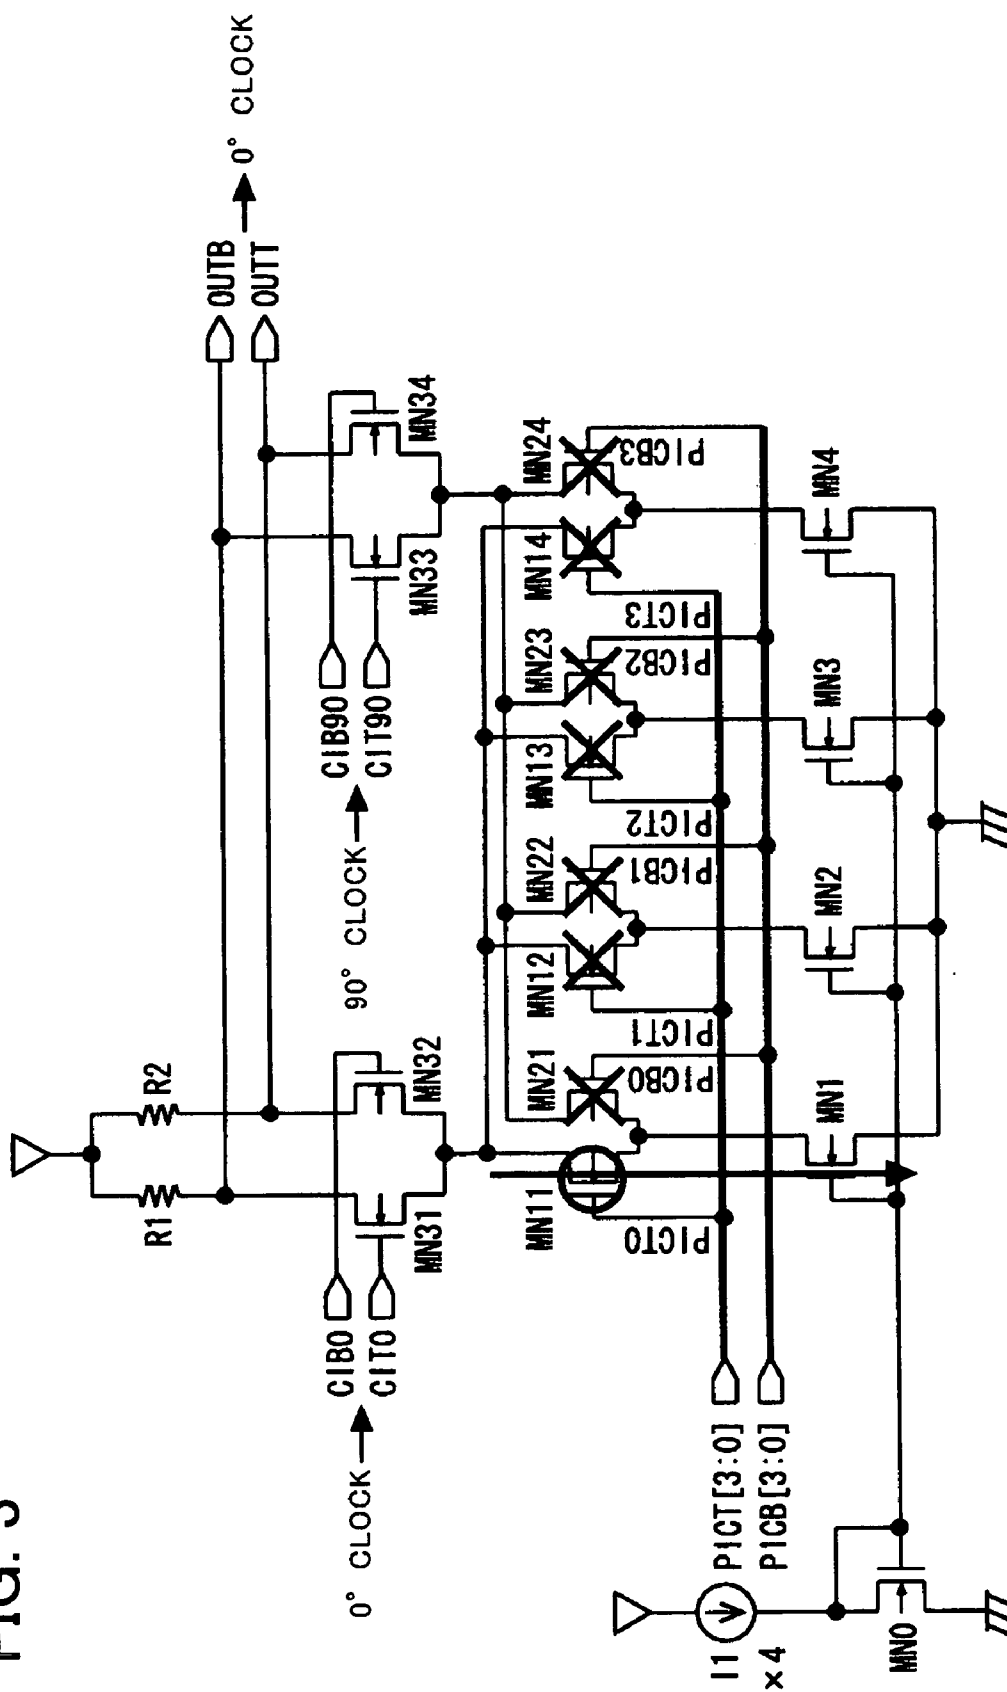 FIG. 3
R1
R2
OUTB
OUTT
0° CLOCK
CIB0
CIT0
0° CLOCK
MN31
MN32
CIB90
CIT90
90° CLOCK
MN33
MN34
MN11
MN21
MN12
MN22
MN13
MN23
MN14
MN24
PICT0
PICB0
PICT1
PICB1
PICT2
PICB2
PICT3
PICB3
PICT[3:0]
PICB[3:0]
MN1
MN2
MN3
MN4
I1
×4
MN0